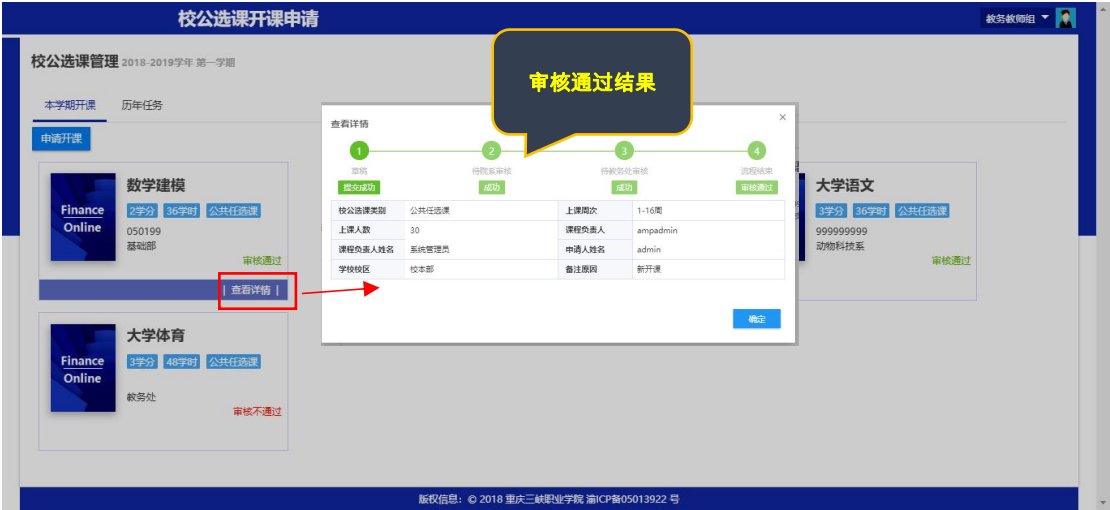 校公选课开课申请
教务教师组
校公选课管理 2018-2019学年 第一学期
审核通过结果
本学期开课 历年任务
申请开课
查看详情
×
1 2 3 4
草稿 待院系审核 待教务处审核 流程结束
提交成功 成功 成功 审核通过
校公选课类别 公共任选课 上课周次 1-16周
上课人数 30 课程负责人 ampadmin
课程负责人姓名 系统管理员 申请人姓名 admin
学校校区 校本部 备注原因 新开课
确定
Finance
Online
数学建模
2学分 36学时 公共任选课
050199
基础部
审核通过
| 查看详情 |
大学语文
3学分 36学时 公共任选课
999999999
动物科技系
审核通过
Finance
Online
大学体育
3学分 48学时 公共任选课
教务处
审核不通过
版权信息: © 2018 重庆三峡职业学院 渝ICP备05013922 号